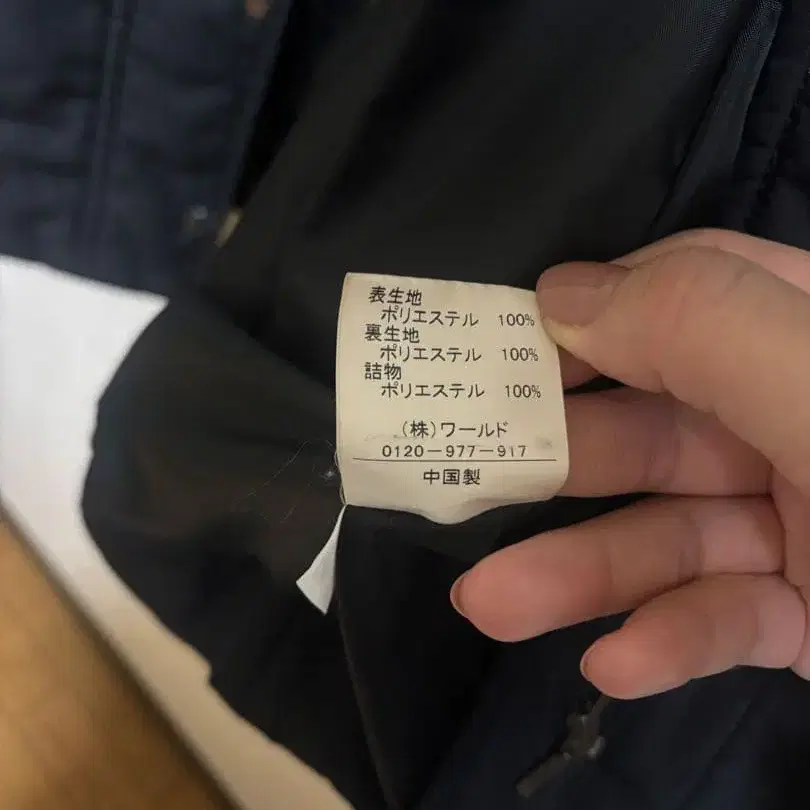 表生地
ポリエステル 100%
裏生地
ポリエステル 100%
詰物
ポリエステル 100%
(株)ワールド
0120-977-917
中国製